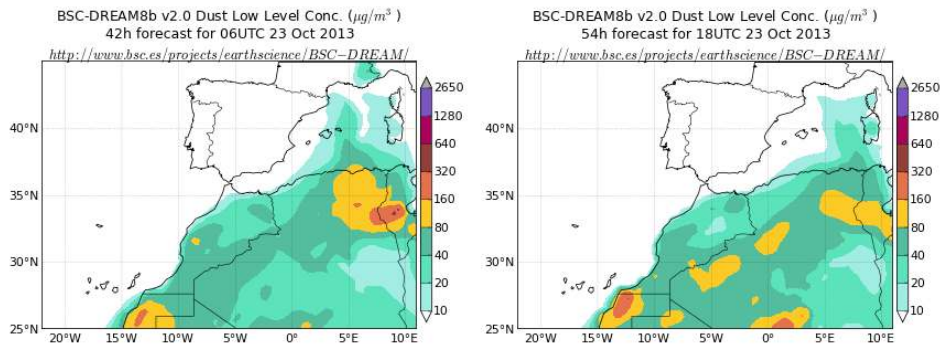 BSC-DREAM8b v2.0 Dust Low Level Conc. (μg/m³ )
42h forecast for 06UTC 23 Oct 2013
http://www.bsc.es/projects/earthscience/BSC−DREAM/
40°N
35°N
30°N
25°N
20°W
15°W
10°W
5°W
0°E
5°E
10°E
2650
1280
640
320
160
80
40
20
10
BSC-DREAM8b v2.0 Dust Low Level Conc. (μg/m³ )
54h forecast for 18UTC 23 Oct 2013
http://www.bsc.es/projects/earthscience/BSC−DREAM/
40°N
35°N
30°N
25°N
20°W
15°W
10°W
5°W
0°E
5°E
10°E
2650
1280
640
320
160
80
40
20
10